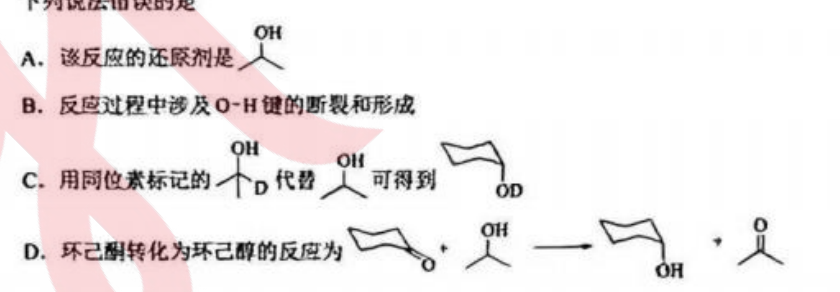 下列说法错误的是
A. 该反应的还原剂是 OH
B. 反应过程中涉及O-H键的断裂和形成
C. 用同位素标记的 OH D 代替 OH 可得到 OD
D. 环己酮转化为环己醇的反应为 O + OH → OH + O